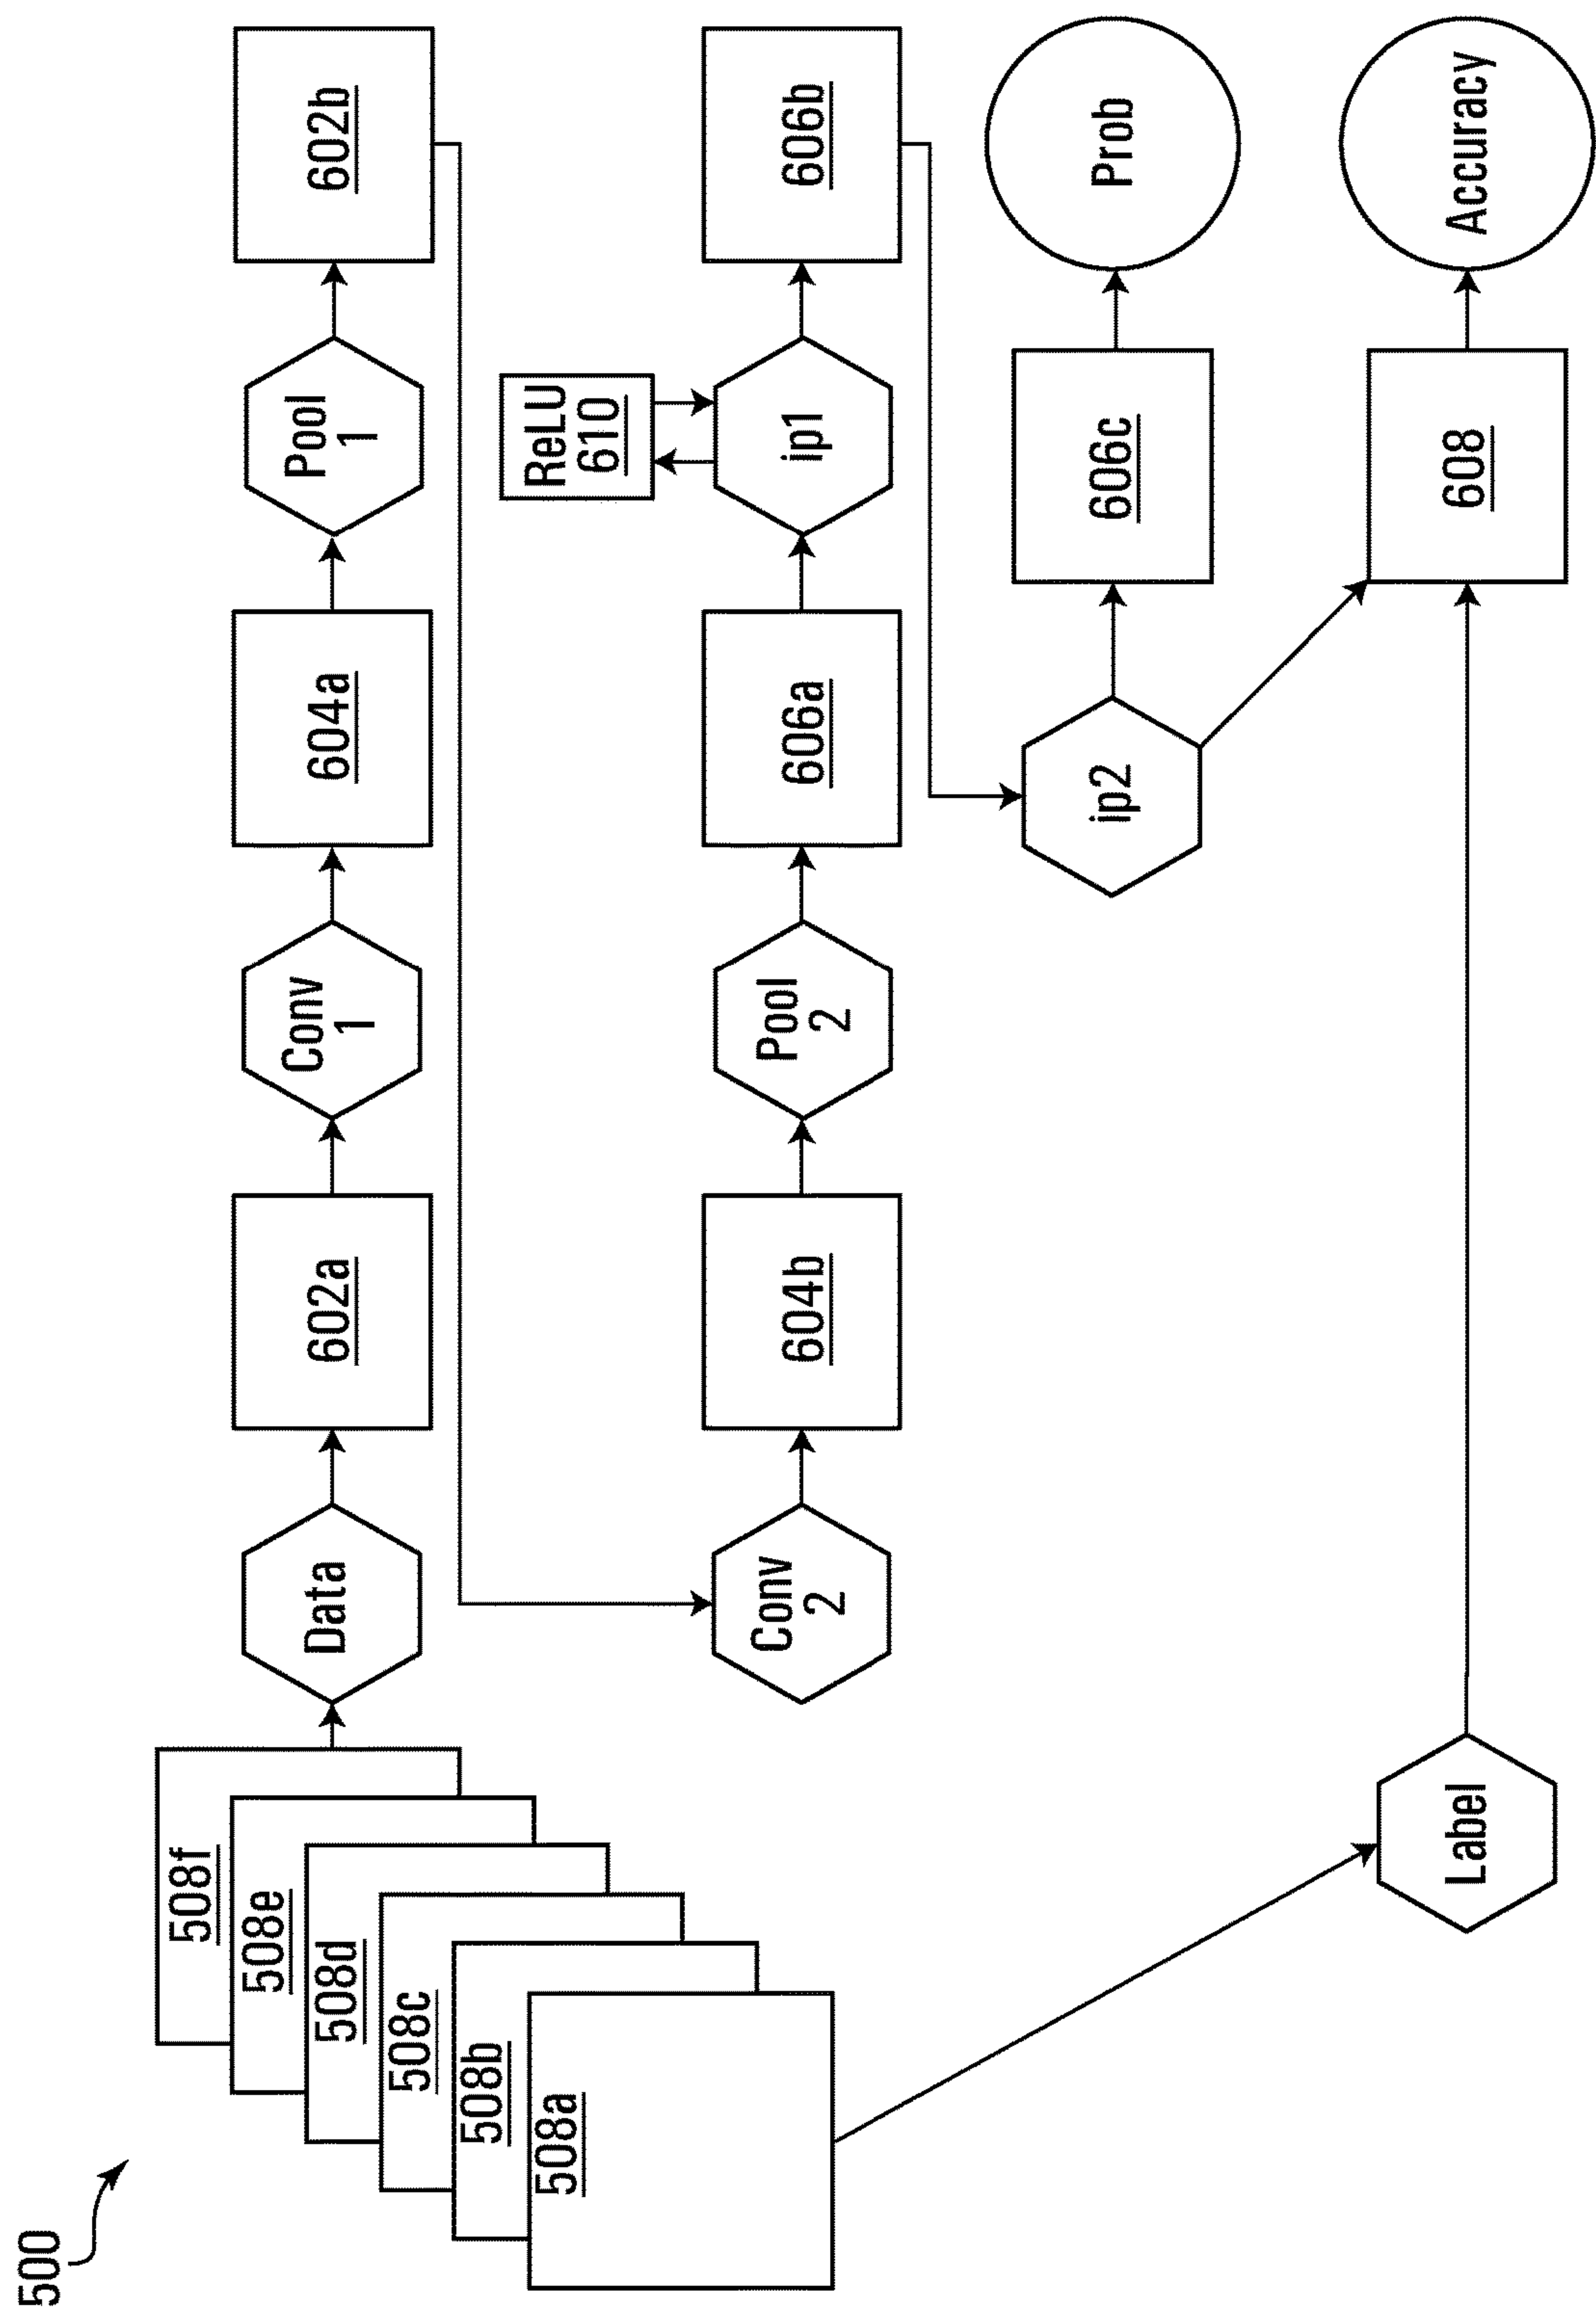 500
508f
508e
508d
508c
508b
508a
Data
602a
Conv
1
604a
Pool
1
602b
Conv
2
604b
Pool
2
606a
ReLU
610
ip1
606b
ip2
606c
Prob
Label
608
Accuracy